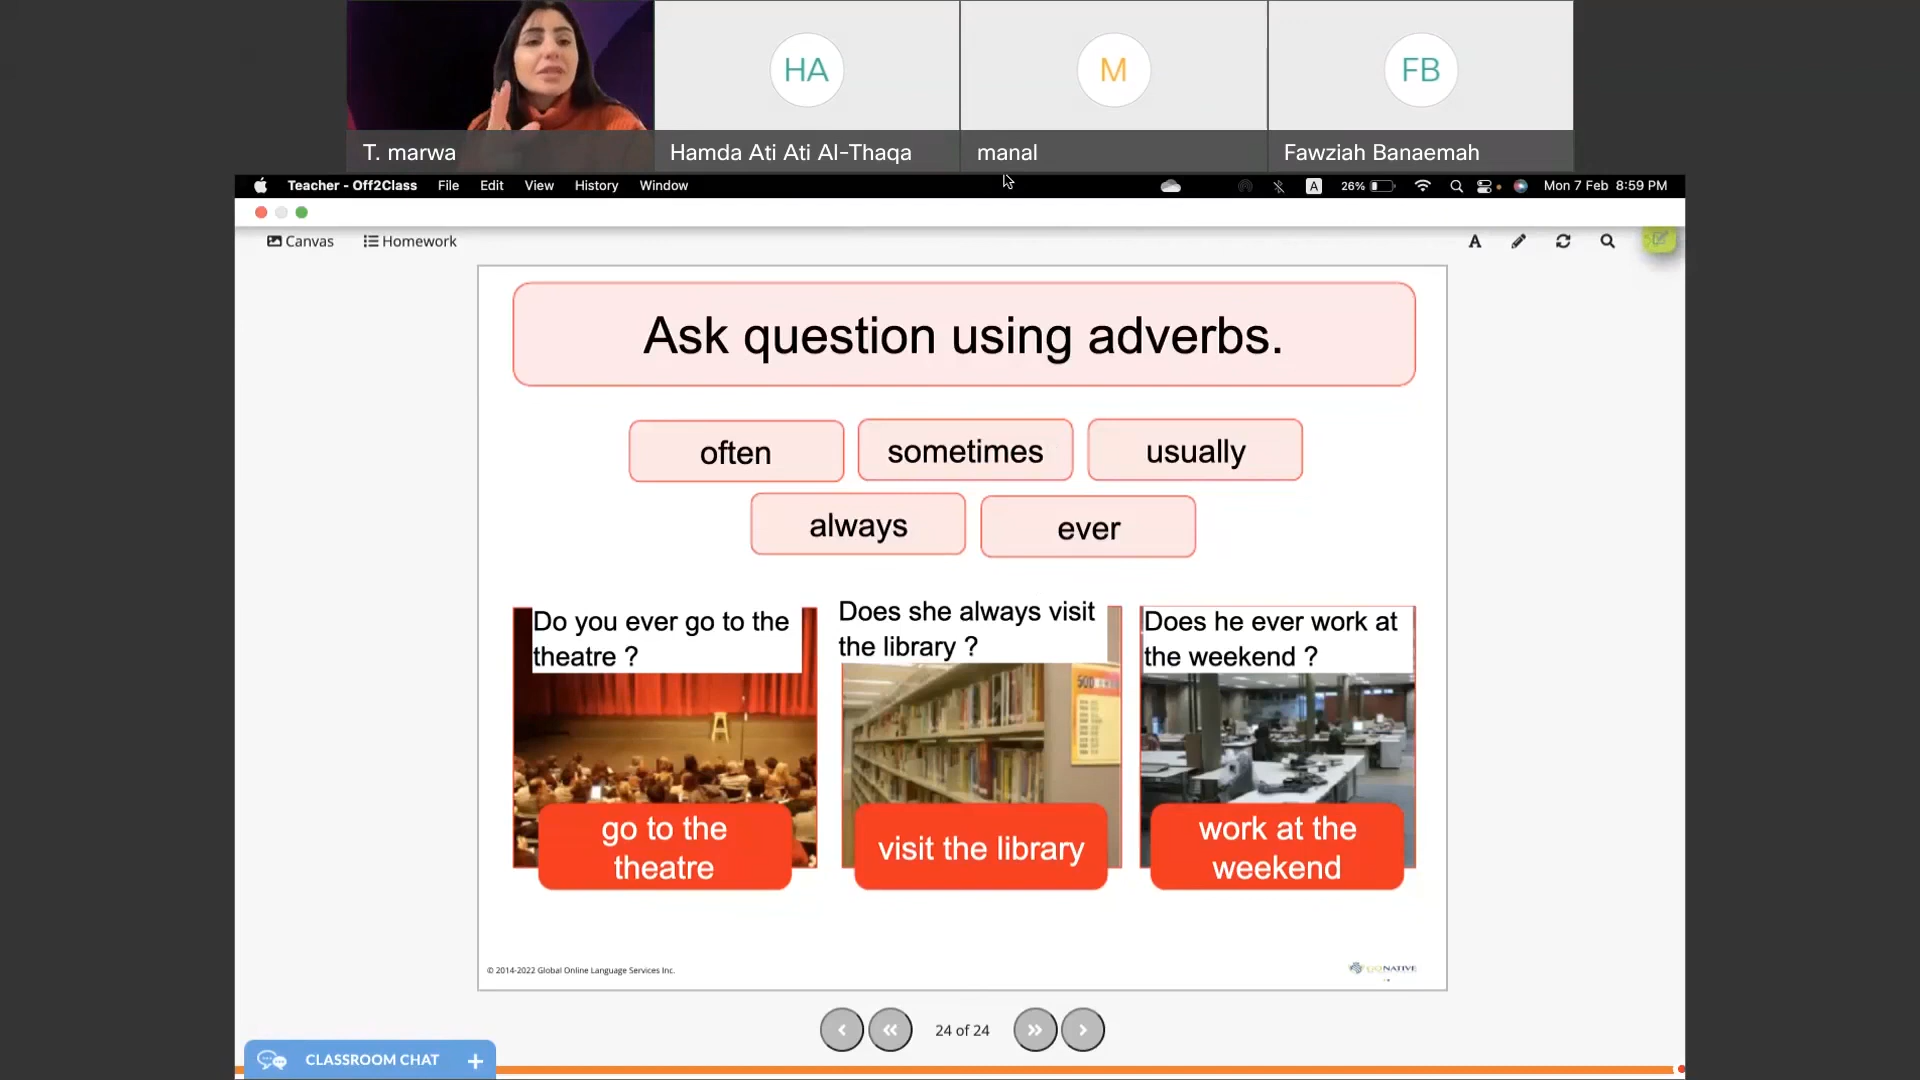 HA
M
FB
T. marwa
Hamda Ati Ati Al-Thaqa
manal
Fawziah Banaemah
Teacher - Off2Class File Edit View History Window
A 26% Mon 7 Feb 8:59 PM
Canvas Homework
A
Ask question using adverbs.
often sometimes usually
always ever
Do you ever go to the
theatre ?
Does she always visit
the library ?
Does he ever work at
the weekend ?
go to the
theatre
visit the library
work at the
weekend
© 2014-2022 Global Online Language Services Inc.
24 of 24
CLASSROOM CHAT +